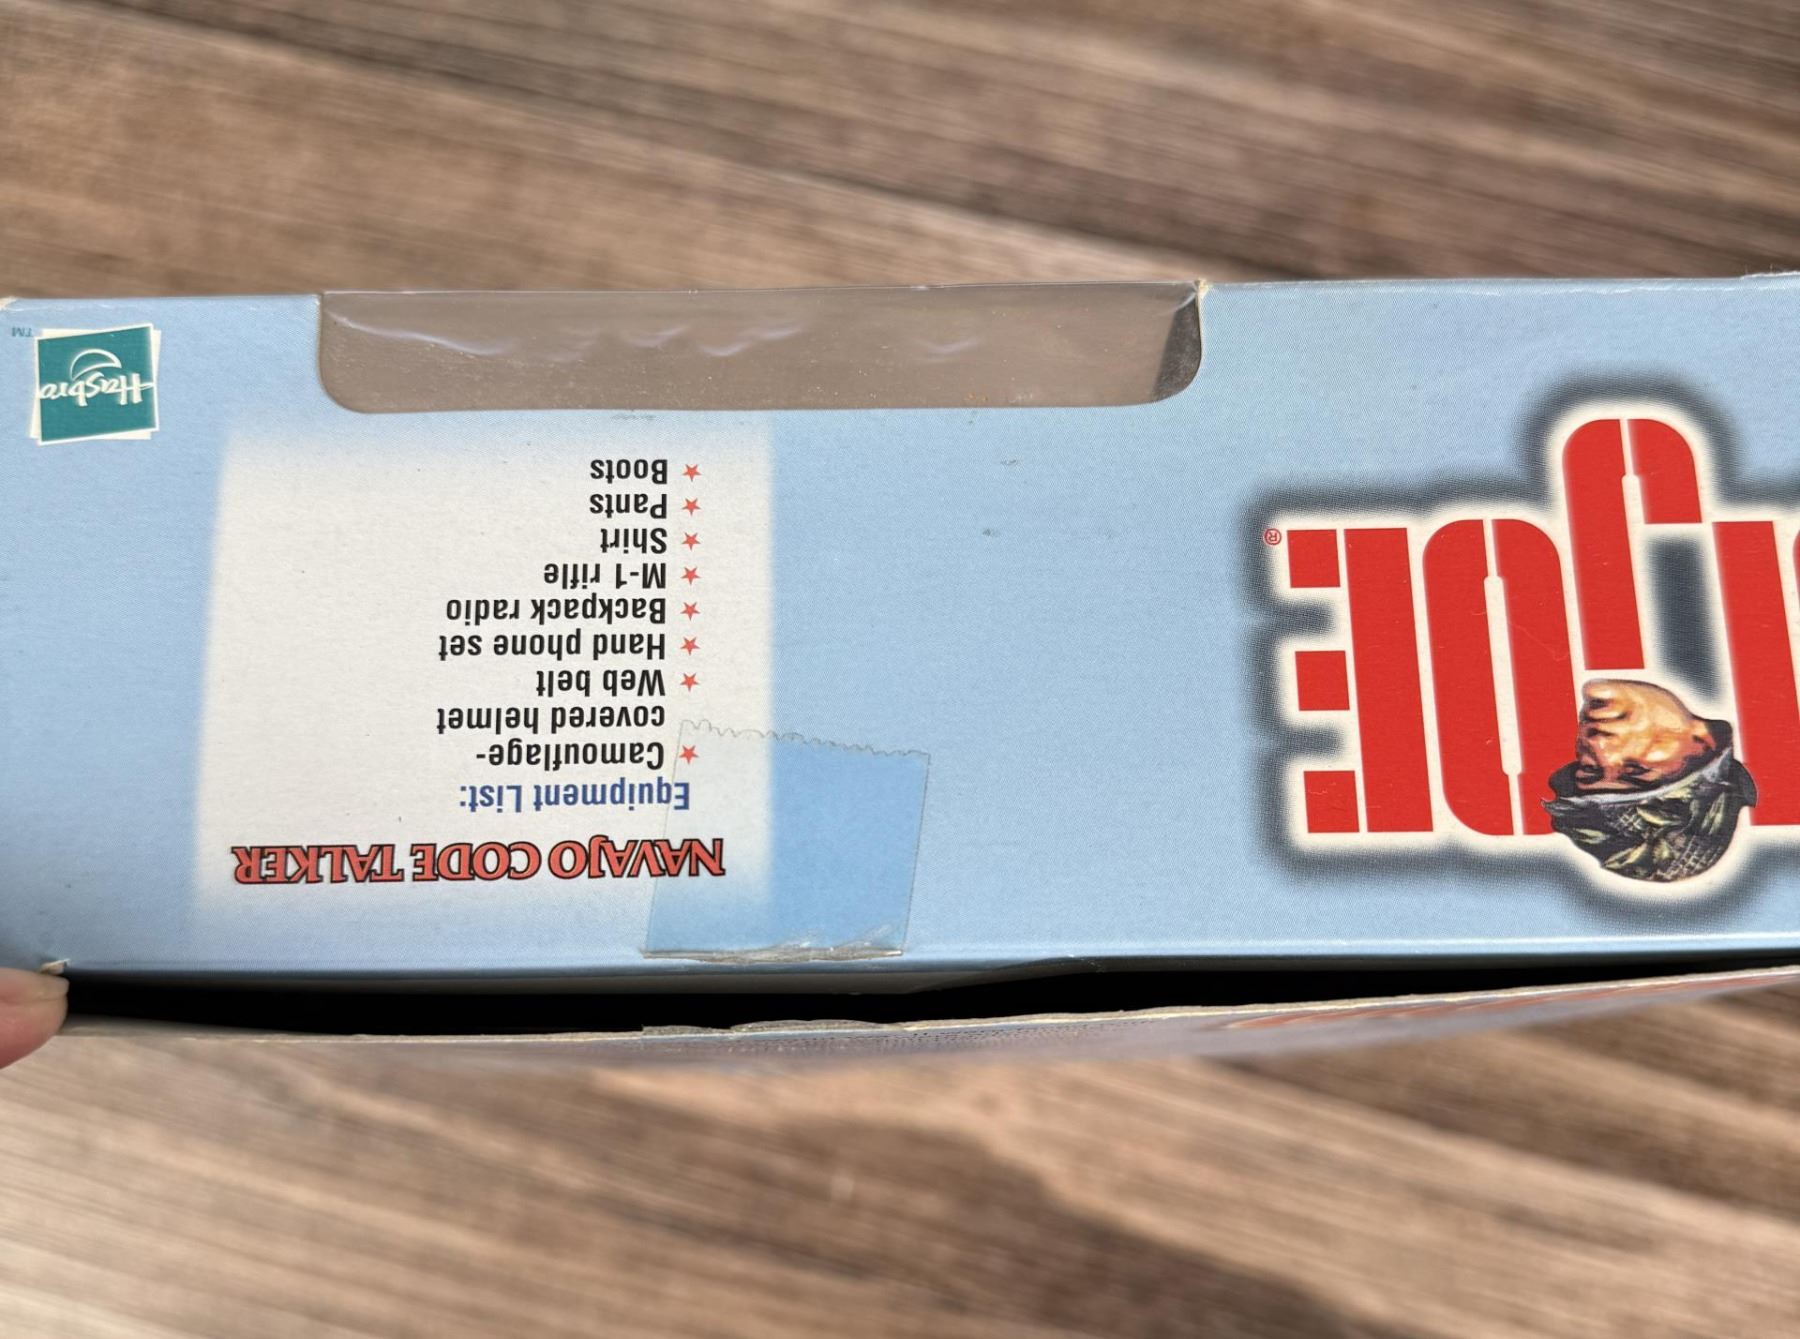 JOE®
NAVAJO CODE TALKER
Equipment List:
★ Camouflage-
covered helmet
★ Web belt
★ Hand phone set
★ Backpack radio
★ M-1 rifle
★ Shirt
★ Pants
★ Boots
Hasbro
TM